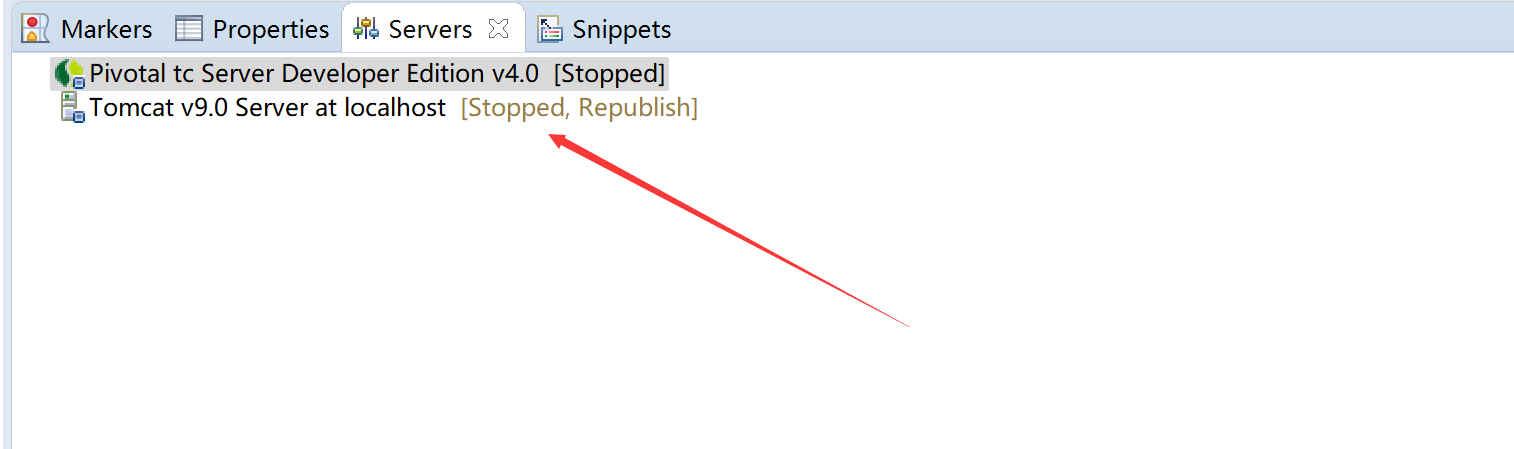 Markers Properties Servers Snippets
Pivotal tc Server Developer Edition v4.0 [Stopped]
Tomcat v9.0 Server at localhost [Stopped, Republish]